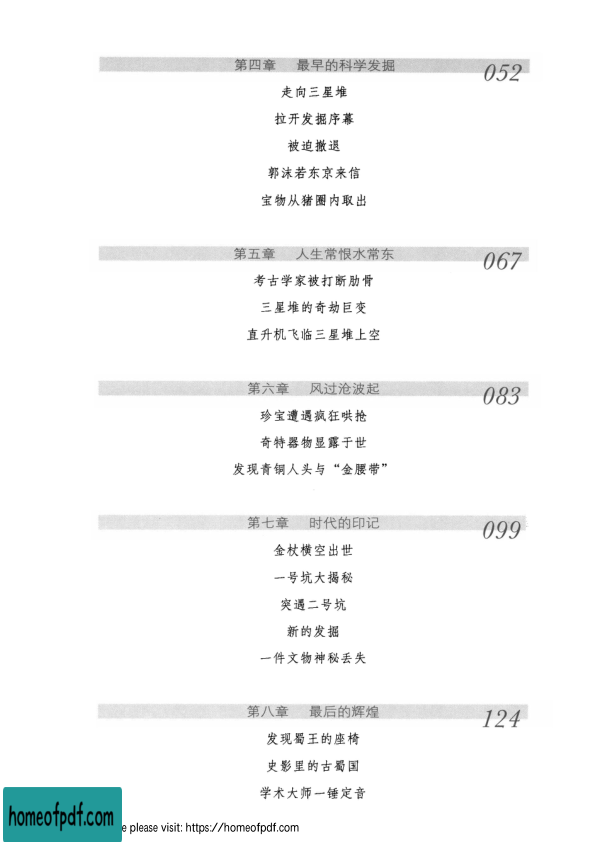 第四章 最早的科学发掘 052
走向三星堆
拉开发掘序幕
被迫撤退
郭沫若东京来信
宝物从猪圈内取出
第五章 人生常恨水常东 067
考古学家被打断肋骨
三星堆的奇劫巨变
直升机飞临三星堆上空
第六章 风过沧波起 083
珍宝遭遇疯狂哄抢
奇特器物显露于世
发现青铜人头与“金腰带”
第七章 时代的印记 099
金杖横空出世
一号坑大揭秘
突遇二号坑
新的发掘
一件文物神秘丢失
第八章 最后的辉煌 124
发现蜀王的座椅
史影里的古蜀国
学术大师一锤定音
homeofpdf.com
e please visit: https://homeofpdf.com